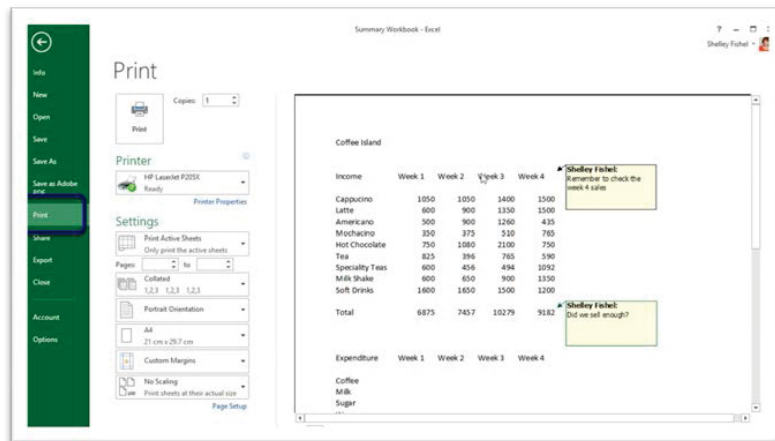 Summary Workbook - Excel
Shelley Fishel
Info
New
Open
Save
Save As
Save as Adobe
PDF
Print
Share
Export
Close
Account
Options
Print
Copies: 1
Print
Printer
HP LaserJet P205X
Ready
Printer Properties
Settings
Print Active Sheets
Only print the active sheets
Pages: to
Collated
1,2,3 1,2,3 1,2,3
Portrait Orientation
A4
21 cm x 29.7 cm
Custom Margins
No Scaling
Print sheets at their actual size
Page Setup
Coffee Island
Income Week 1 Week 2 Week 3 Week 4
Cappucino 1050 1050 1400 1500
Latte 600 900 1350 1500
Americano 500 900 1260 435
Mochacino 350 375 510 765
Hot Chocolate 750 1080 2100 750
Tea 825 396 765 590
Speciality Teas 600 456 494 1092
Milk Shake 600 650 900 1350
Soft Drinks 1600 1650 1500 1200
Total 6875 7457 10279 9182
Shelley Fishel:
Remember to check the
week 4 sales
Shelley Fishel:
Did we sell enough?
Expenditure Week 1 Week 2 Week 3 Week 4
Coffee
Milk
Sugar